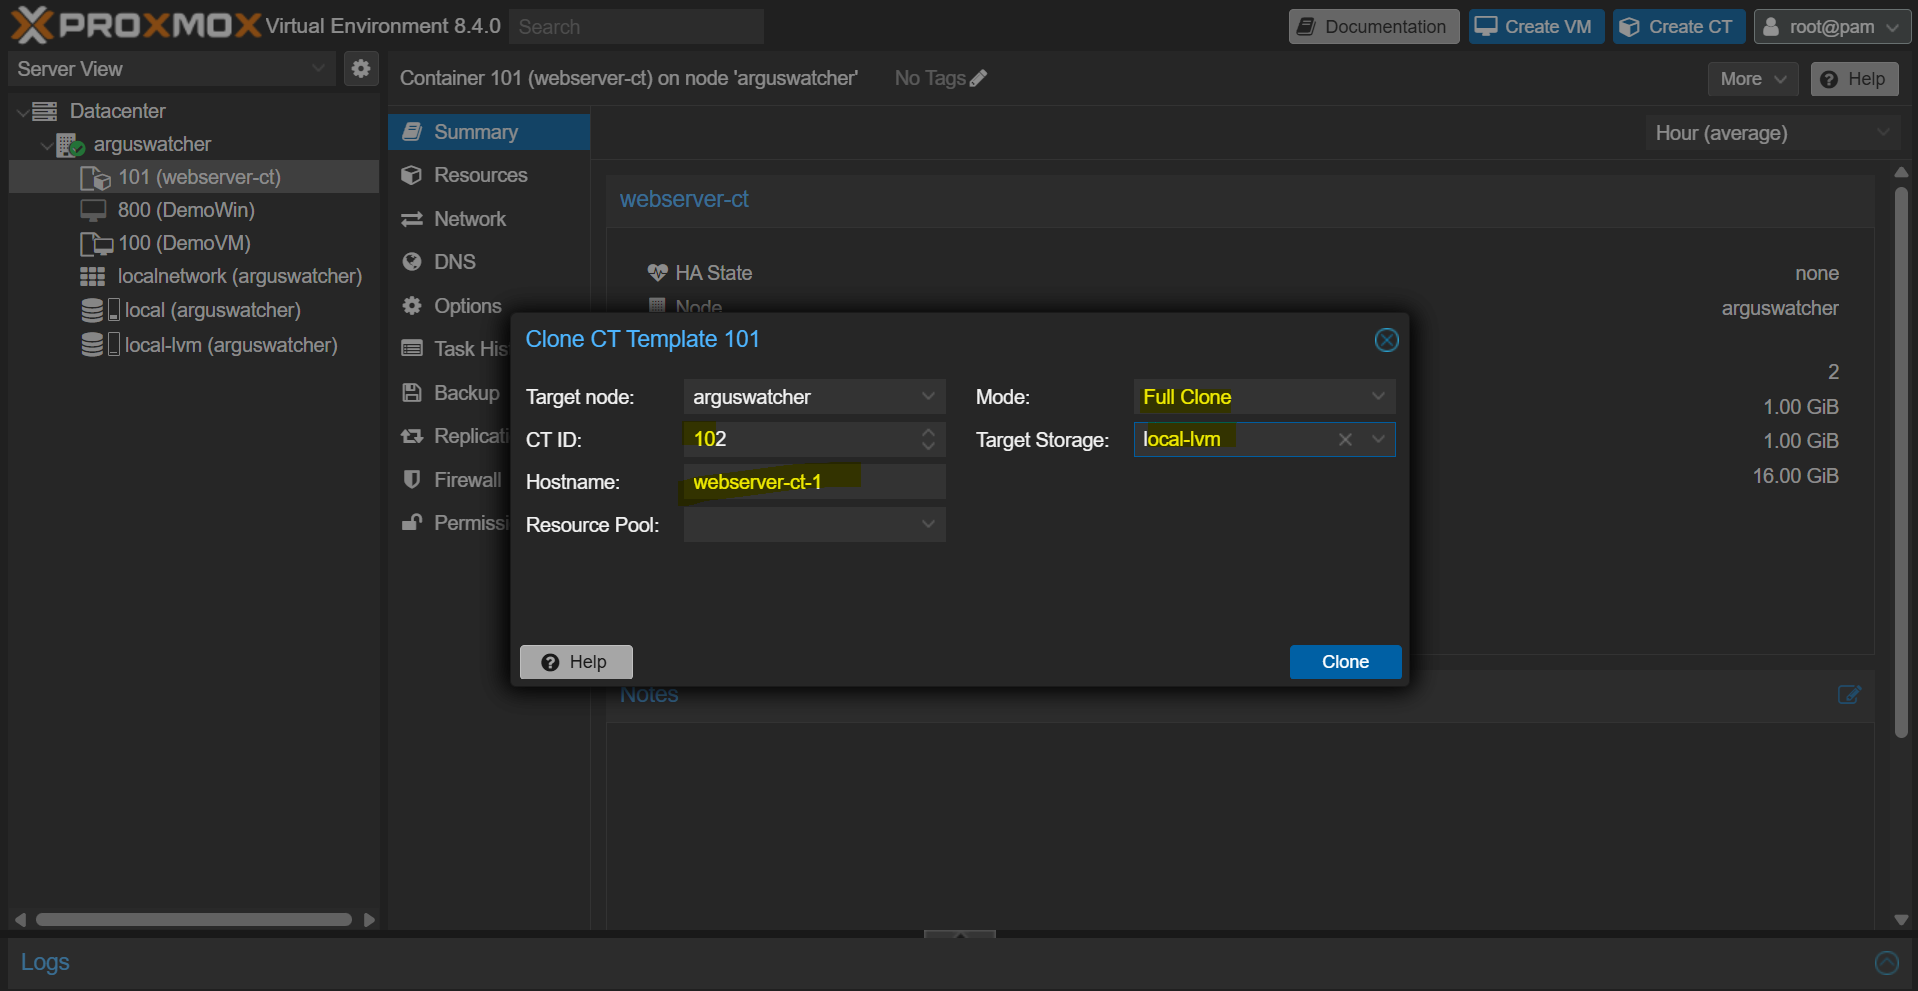 PROXMOX Virtual Environment 8.4.0
Search
Documentation
Create VM
Create CT
root@pam
Server View
Container 101 (webserver-ct) on node 'arguswatcher'
No Tags
More
Help
Datacenter
arguswatcher
101 (webserver-ct)
800 (DemoWin)
100 (DemoVM)
localnetwork (arguswatcher)
local (arguswatcher)
local-lvm (arguswatcher)
Summary
Resources
Network
DNS
Options
Task His
Backup
Replicati
Firewall
Permissi
Hour (average)
webserver-ct
HA State
none
Node
arguswatcher
2
1.00 GiB
1.00 GiB
16.00 GiB
Clone CT Template 101
Target node:
arguswatcher
CT ID:
102
Hostname:
webserver-ct-1
Resource Pool:
Mode:
Full Clone
Target Storage:
local-lvm
Help
Clone
Notes
Logs